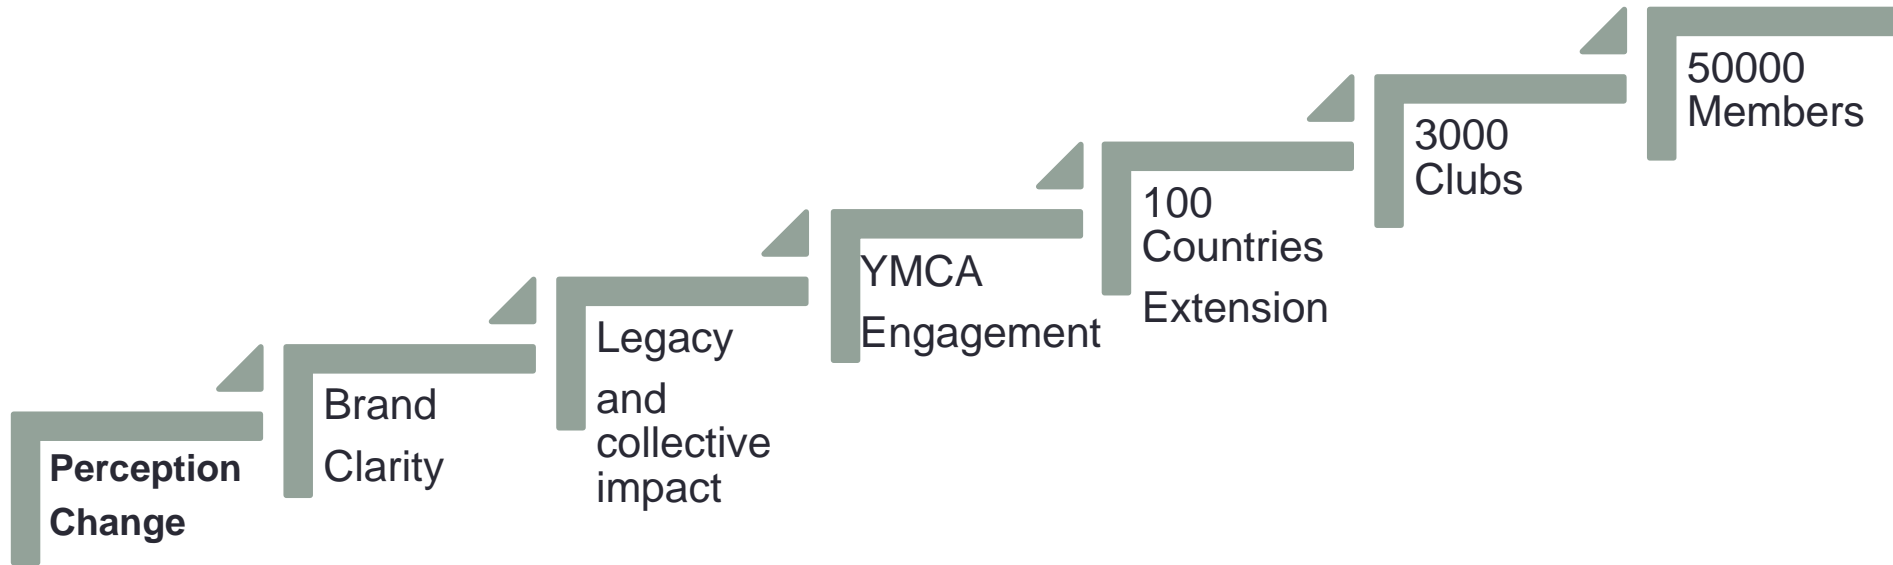 Perception
Change
Brand
Clarity
Legacy
and
collective
impact
YMCA
Engagement
100
Countries
Extension
3000
Clubs
50000
Members